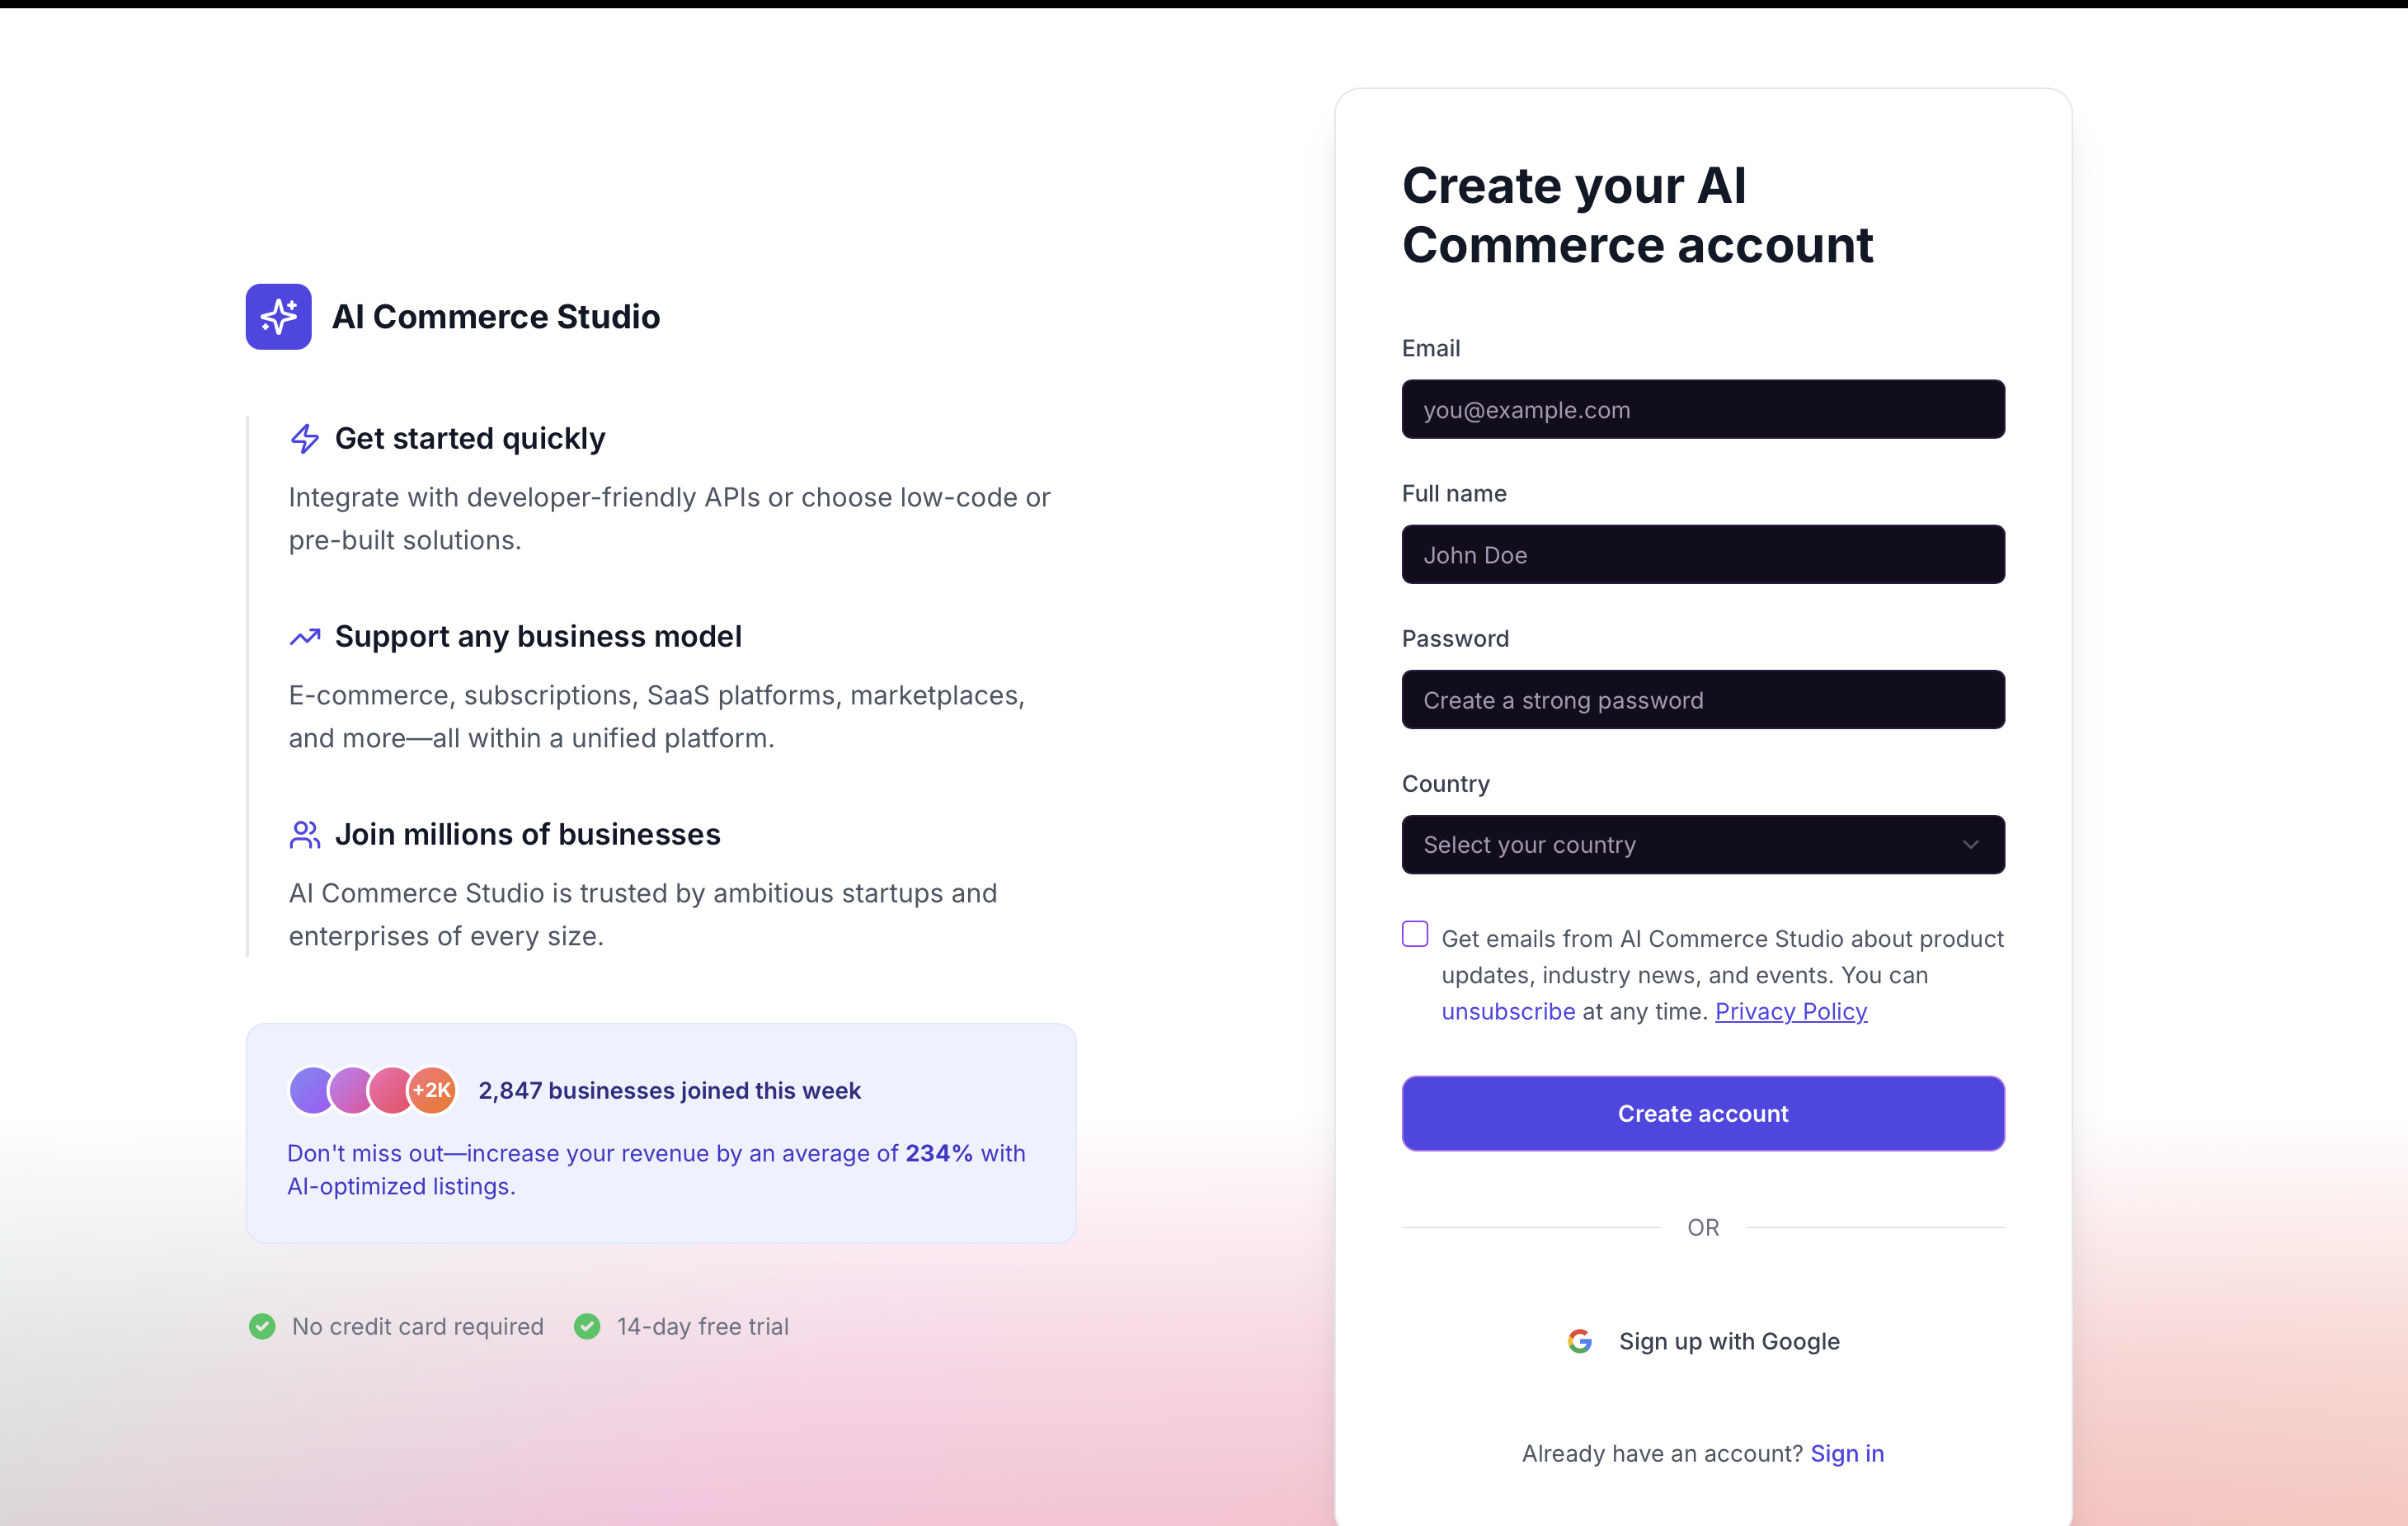 AI Commerce Studio
Get started quickly
Integrate with developer-friendly APIs or choose low-code or
pre-built solutions.
Support any business model
E-commerce, subscriptions, SaaS platforms, marketplaces,
and more—all within a unified platform.
Join millions of businesses
AI Commerce Studio is trusted by ambitious startups and
enterprises of every size.
+2K 2,847 businesses joined this week
Don't miss out—increase your revenue by an average of 234% with
AI-optimized listings.
No credit card required 14-day free trial
Create your AI
Commerce account
Email
you@example.com
Full name
John Doe
Password
Create a strong password
Country
Select your country
Get emails from AI Commerce Studio about product
updates, industry news, and events. You can
unsubscribe at any time. Privacy Policy
Create account
OR
Sign up with Google
Already have an account? Sign in